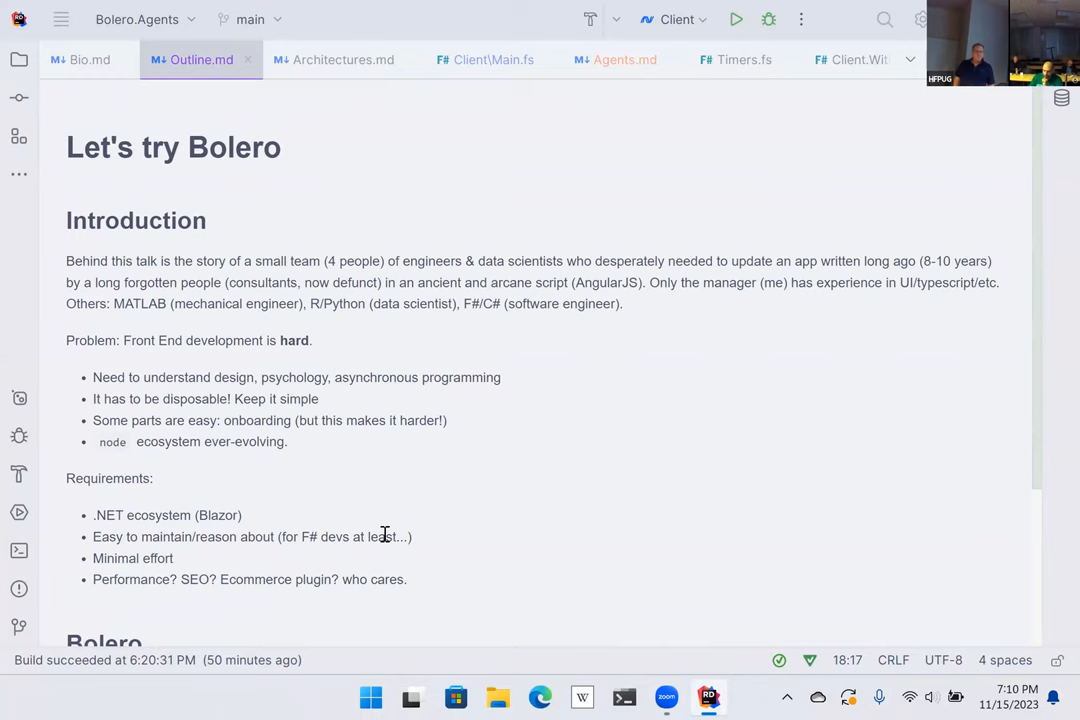 Bolero.Agents
main
Client
Bio.md
Outline.md
Architectures.md
F# Client\Main.fs
Agents.md
F# Timers.fs
F# Client.Wit
HFPUG
Let's try Bolero
Introduction
Behind this talk is the story of a small team (4 people) of engineers & data scientists who desperately needed to update an app written long ago (8-10 years)
by a long forgotten people (consultants, now defunct) in an ancient and arcane script (AngularJS). Only the manager (me) has experience in UI/typescript/etc.
Others: MATLAB (mechanical engineer), R/Python (data scientist), F#/C# (software engineer).
Problem: Front End development is hard.
• Need to understand design, psychology, asynchronous programming
• It has to be disposable! Keep it simple
• Some parts are easy: onboarding (but this makes it harder!)
• node ecosystem ever-evolving.
Requirements:
• .NET ecosystem (Blazor)
• Easy to maintain/reason about (for F# devs at least...)
• Minimal effort
• Performance? SEO? Ecommerce plugin? who cares.
Bolero
Build succeeded at 6:20:31 PM (50 minutes ago)
18:17
CRLF
UTF-8
4 spaces
W
zoom
RD
7:10 PM
11/15/2023